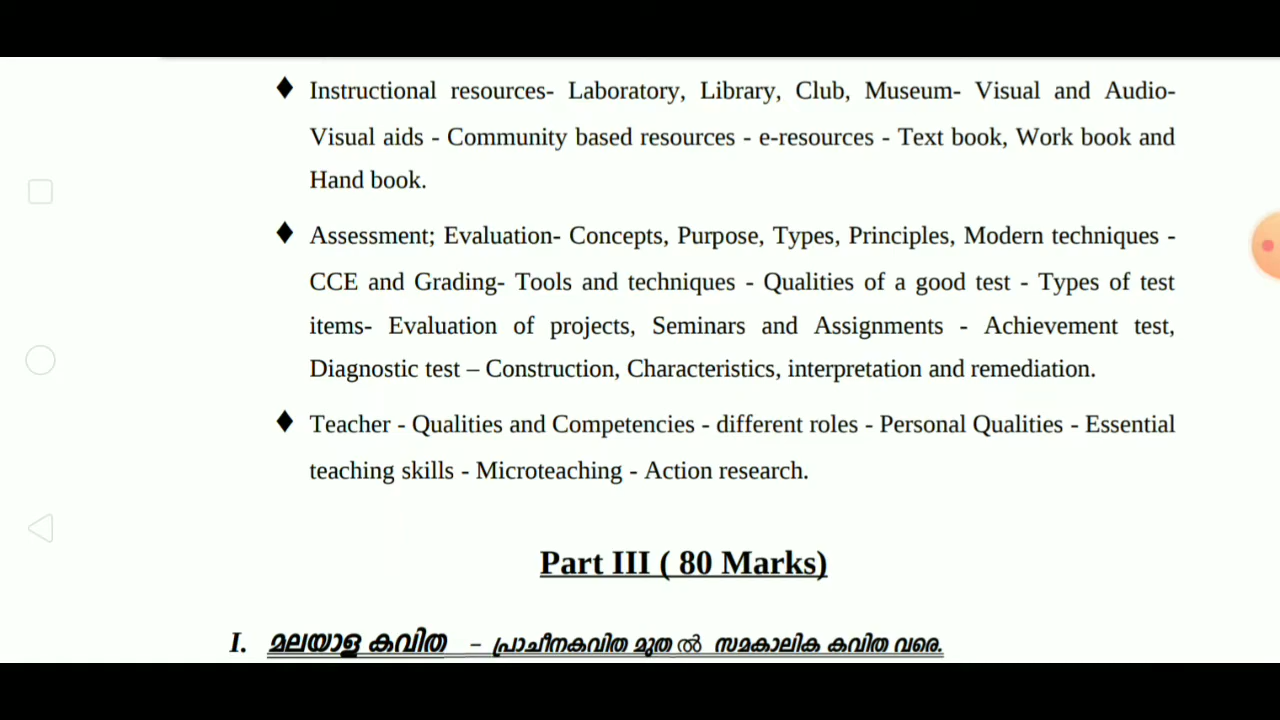 ♦ Instructional resources- Laboratory, Library, Club, Museum- Visual and Audio-
Visual aids - Community based resources - e-resources - Text book, Work book and
Hand book.
♦ Assessment; Evaluation- Concepts, Purpose, Types, Principles, Modern techniques -
CCE and Grading- Tools and techniques - Qualities of a good test - Types of test
items- Evaluation of projects, Seminars and Assignments - Achievement test,
Diagnostic test – Construction, Characteristics, interpretation and remediation.
♦ Teacher - Qualities and Competencies - different roles - Personal Qualities - Essential
teaching skills - Microteaching - Action research.
Part III ( 80 Marks)
I. മലയാള കവിത – പ്രാചീനകവിത മുത ൽ സമകാലിക കവിത വരെ.